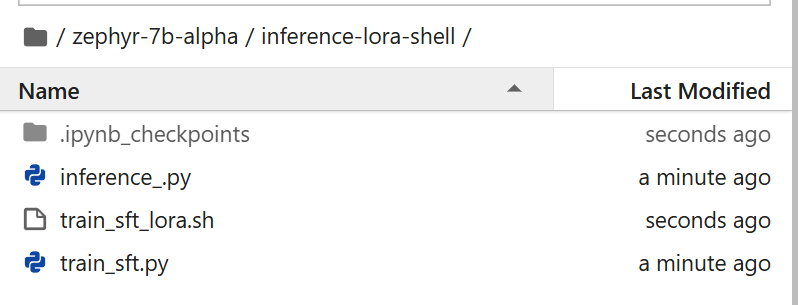 / zephyr-7b-alpha / inference-lora-shell /
Name Last Modified
.ipynb_checkpoints seconds ago
inference_.py a minute ago
train_sft_lora.sh seconds ago
train_sft.py a minute ago